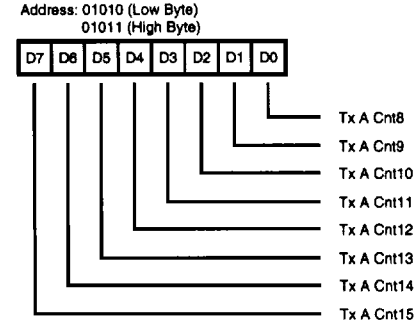 Address: 01010 (Low Byte)
01011 (High Byte)
D7 D6 D5 D4 D3 D2 D1 D0
Tx A Cnt8
Tx A Cnt9
Tx A Cnt10
Tx A Cnt11
Tx A Cnt12
Tx A Cnt13
Tx A Cnt14
Tx A Cnt15